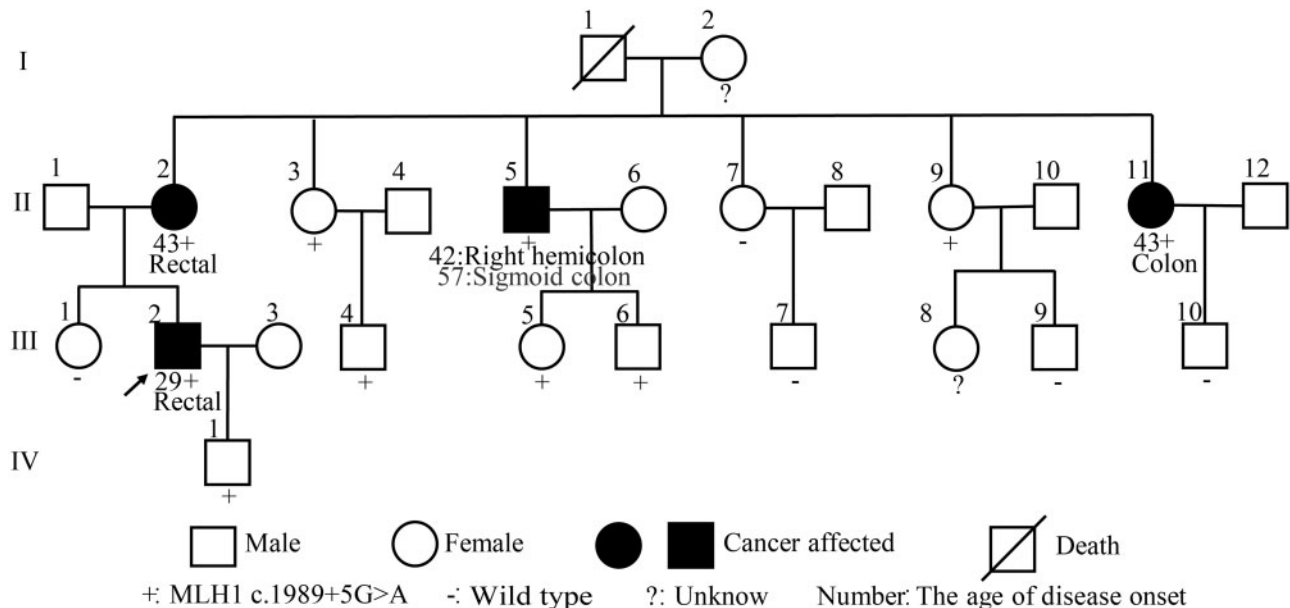 1 2
I
?
1 2 3 4 5 6 7 8 9 10 11 12
II
43+ + + - + 43+
Rectal 42:Right hemicolon Colon
57:Sigmoid colon
1 2 3 4 5 6 7 8 9 10
III
- 29+ + + + - ? - -
Rectal
1
IV
+
Male Female Cancer affected Death
+: MLH1 c.1989+5G>A -: Wild type ?: Unknow Number: The age of disease onset